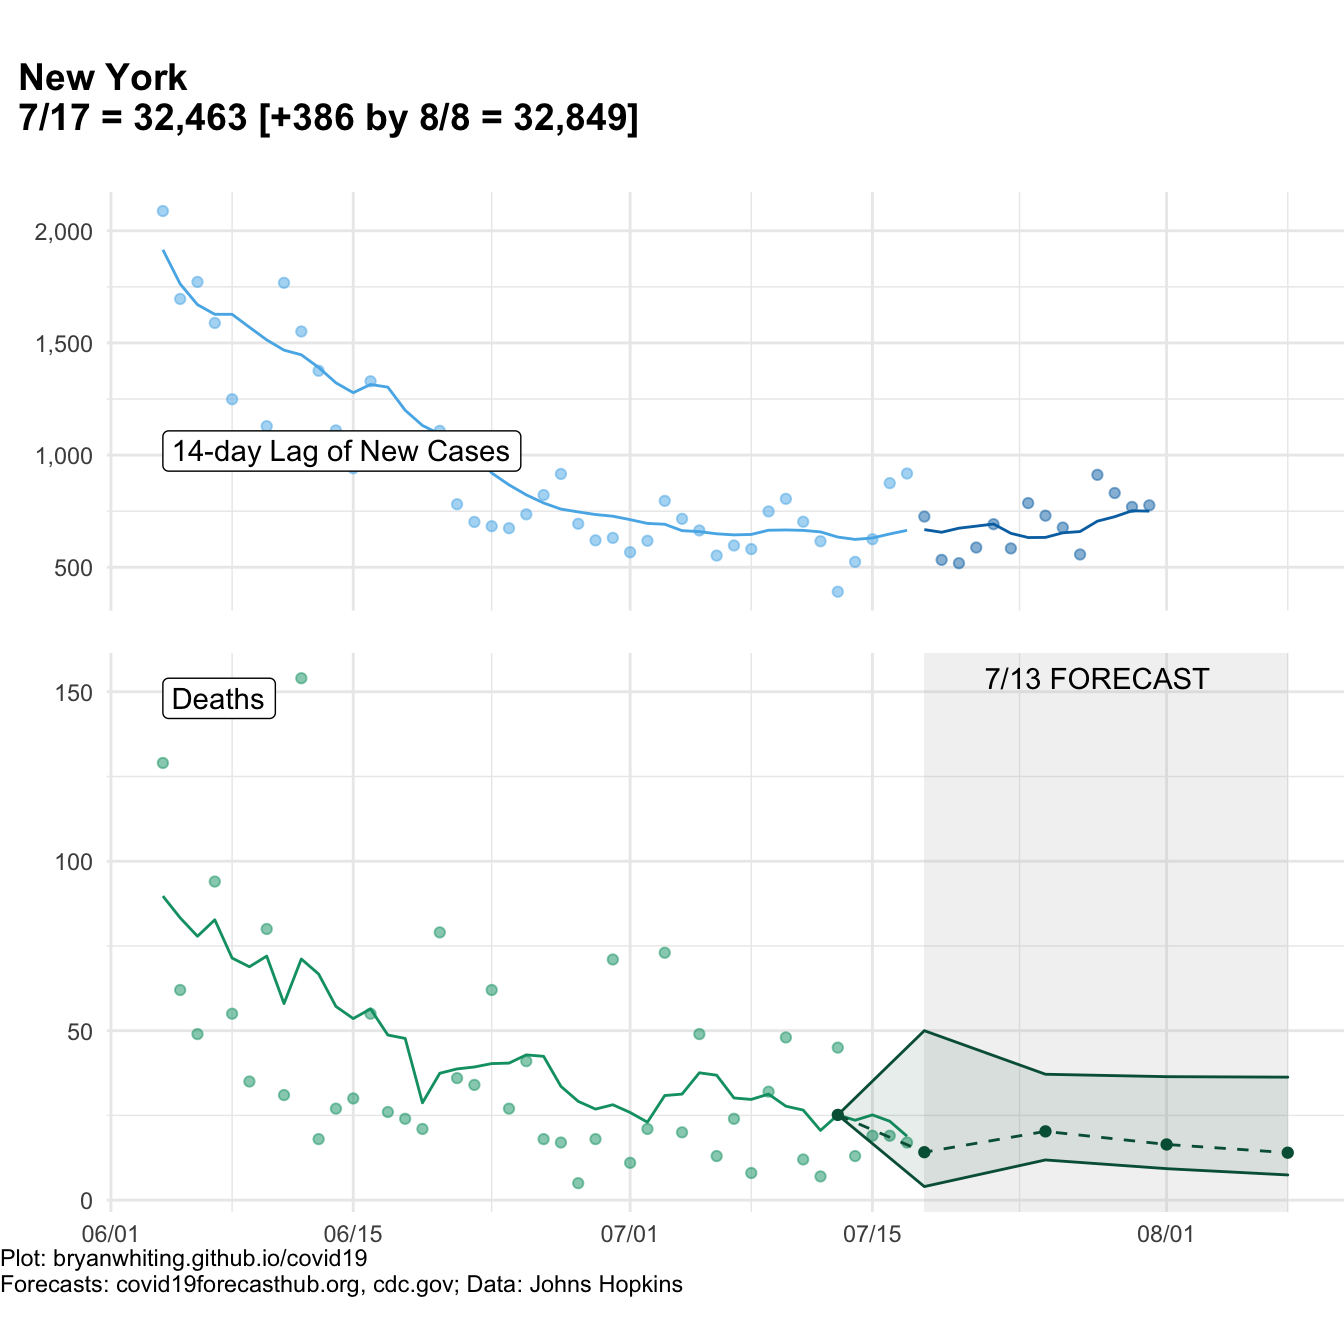 New York
7/17 = 32,463 [+386 by 8/8 = 32,849]
2,000
1,500
1,000
500
14-day Lag of New Cases
7/13 FORECAST
Deaths
150
100
50
0
06/01 06/15 07/01 07/15 08/01
Plot: bryanwhiting.github.io/covid19
Forecasts: covid19forecasthub.org, cdc.gov; Data: Johns Hopkins